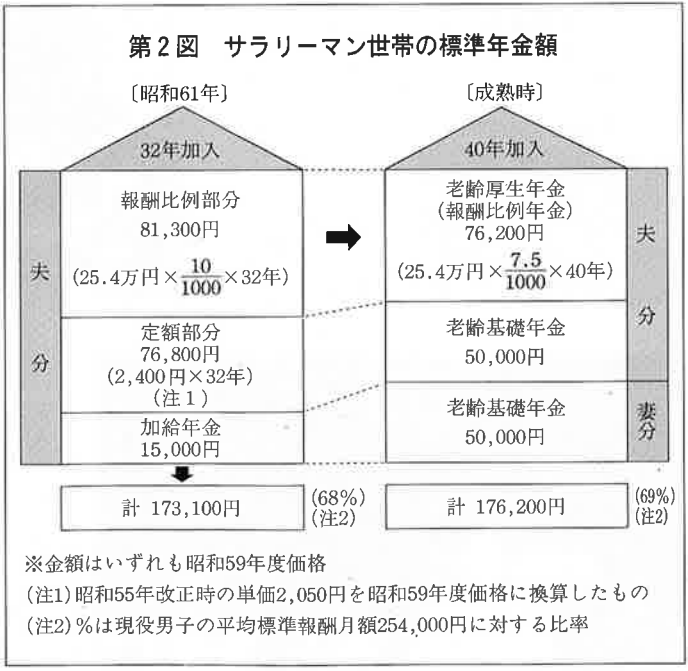 第2図 サラリーマン世帯の標準年金額
〔昭和61年〕
32年加入
夫分
報酬比例部分
81,300円
(25.4万円×10/1000×32年)
定額部分
76,800円
(2,400円×32年)
(注1)
加給年金
15,000円
計 173,100円
(68%)
(注2)
〔成熟時〕
40年加入
老齢厚生年金
(報酬比例年金)
76,200円
(25.4万円×7.5/1000×40年)
老齢基礎年金
50,000円
夫分
老齢基礎年金
50,000円
妻分
計 176,200円
(69%)
(注2)
※金額はいずれも昭和59年度価格
(注1)昭和55年改正時の単価2,050円を昭和59年度価格に換算したもの
(注2)%は現役男子の平均標準報酬月額254,000円に対する比率